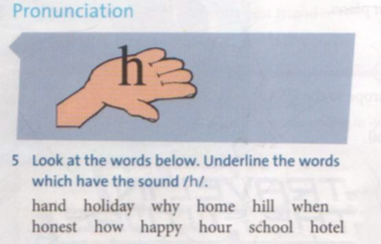 Pronunciation
h
5 Look at the words below. Underline the words
which have the sound /h/.
hand holiday why home hill when
honest how happy hour school hotel